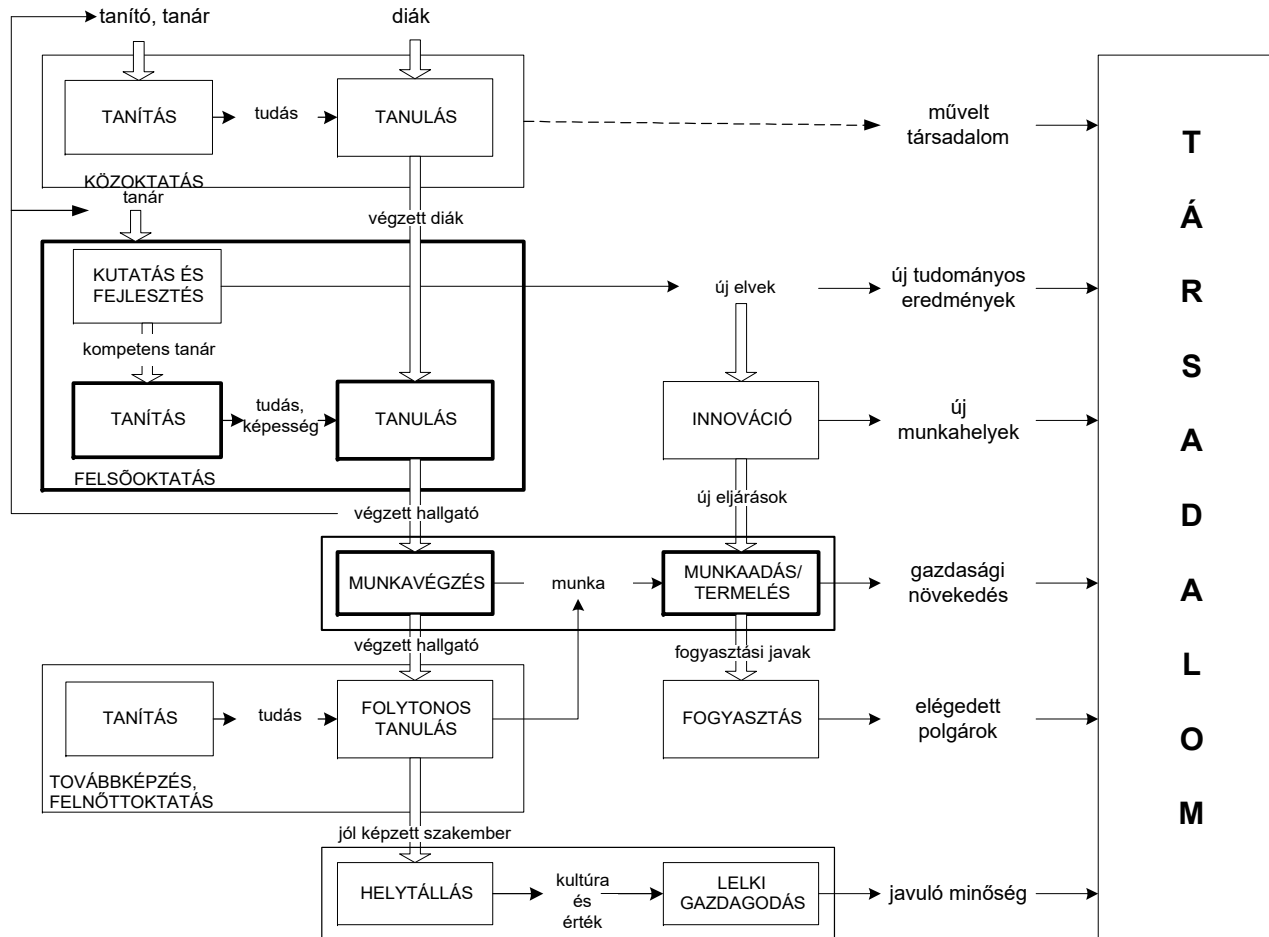 tanító, tanár
diák
TANÍTÁS
tudás
TANULÁS
művelt
társadalom
KÖZOKTATÁS
tanár
végzett diák
KUTATÁS ÉS
FEJLESZTÉS
új elvek
új tudományos
eredmények
kompetens tanár
TANÍTÁS
tudás,
képesség
TANULÁS
INNOVÁCIÓ
új
munkahelyek
FELSÕOKTATÁS
végzett hallgató
új eljárások
MUNKAVÉGZÉS
munka
MUNKAADÁS/
TERMELÉS
gazdasági
növekedés
végzett hallgató
fogyasztási javak
TANÍTÁS
tudás
FOLYTONOS
TANULÁS
FOGYASZTÁS
elégedett
polgárok
TOVÁBBKÉPZÉS,
FELNŐTTOKTATÁS
jól képzett szakember
HELYTÁLLÁS
kultúra
és
érték
LELKI
GAZDAGODÁS
javuló minőség
T
Á
R
S
A
D
A
L
O
M